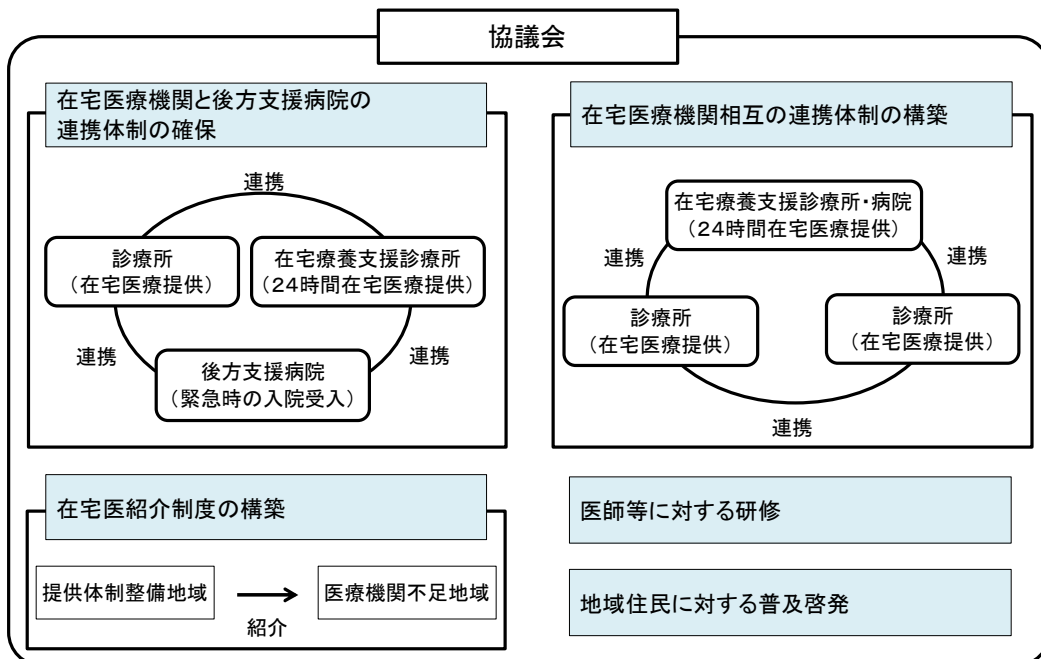 協議会
在宅医療機関と後方支援病院の
連携体制の確保
連携
診療所
（在宅医療提供）
在宅療養支援診療所
（２４時間在宅医療提供）
連携
連携
後方支援病院
（緊急時の入院受入）
在宅医療機関相互の連携体制の構築
在宅療養支援診療所・病院
（２４時間在宅医療提供）
連携
連携
診療所
（在宅医療提供）
診療所
（在宅医療提供）
連携
在宅医紹介制度の構築
提供体制整備地域
医療機関不足地域
紹介
医師等に対する研修
地域住民に対する普及啓発